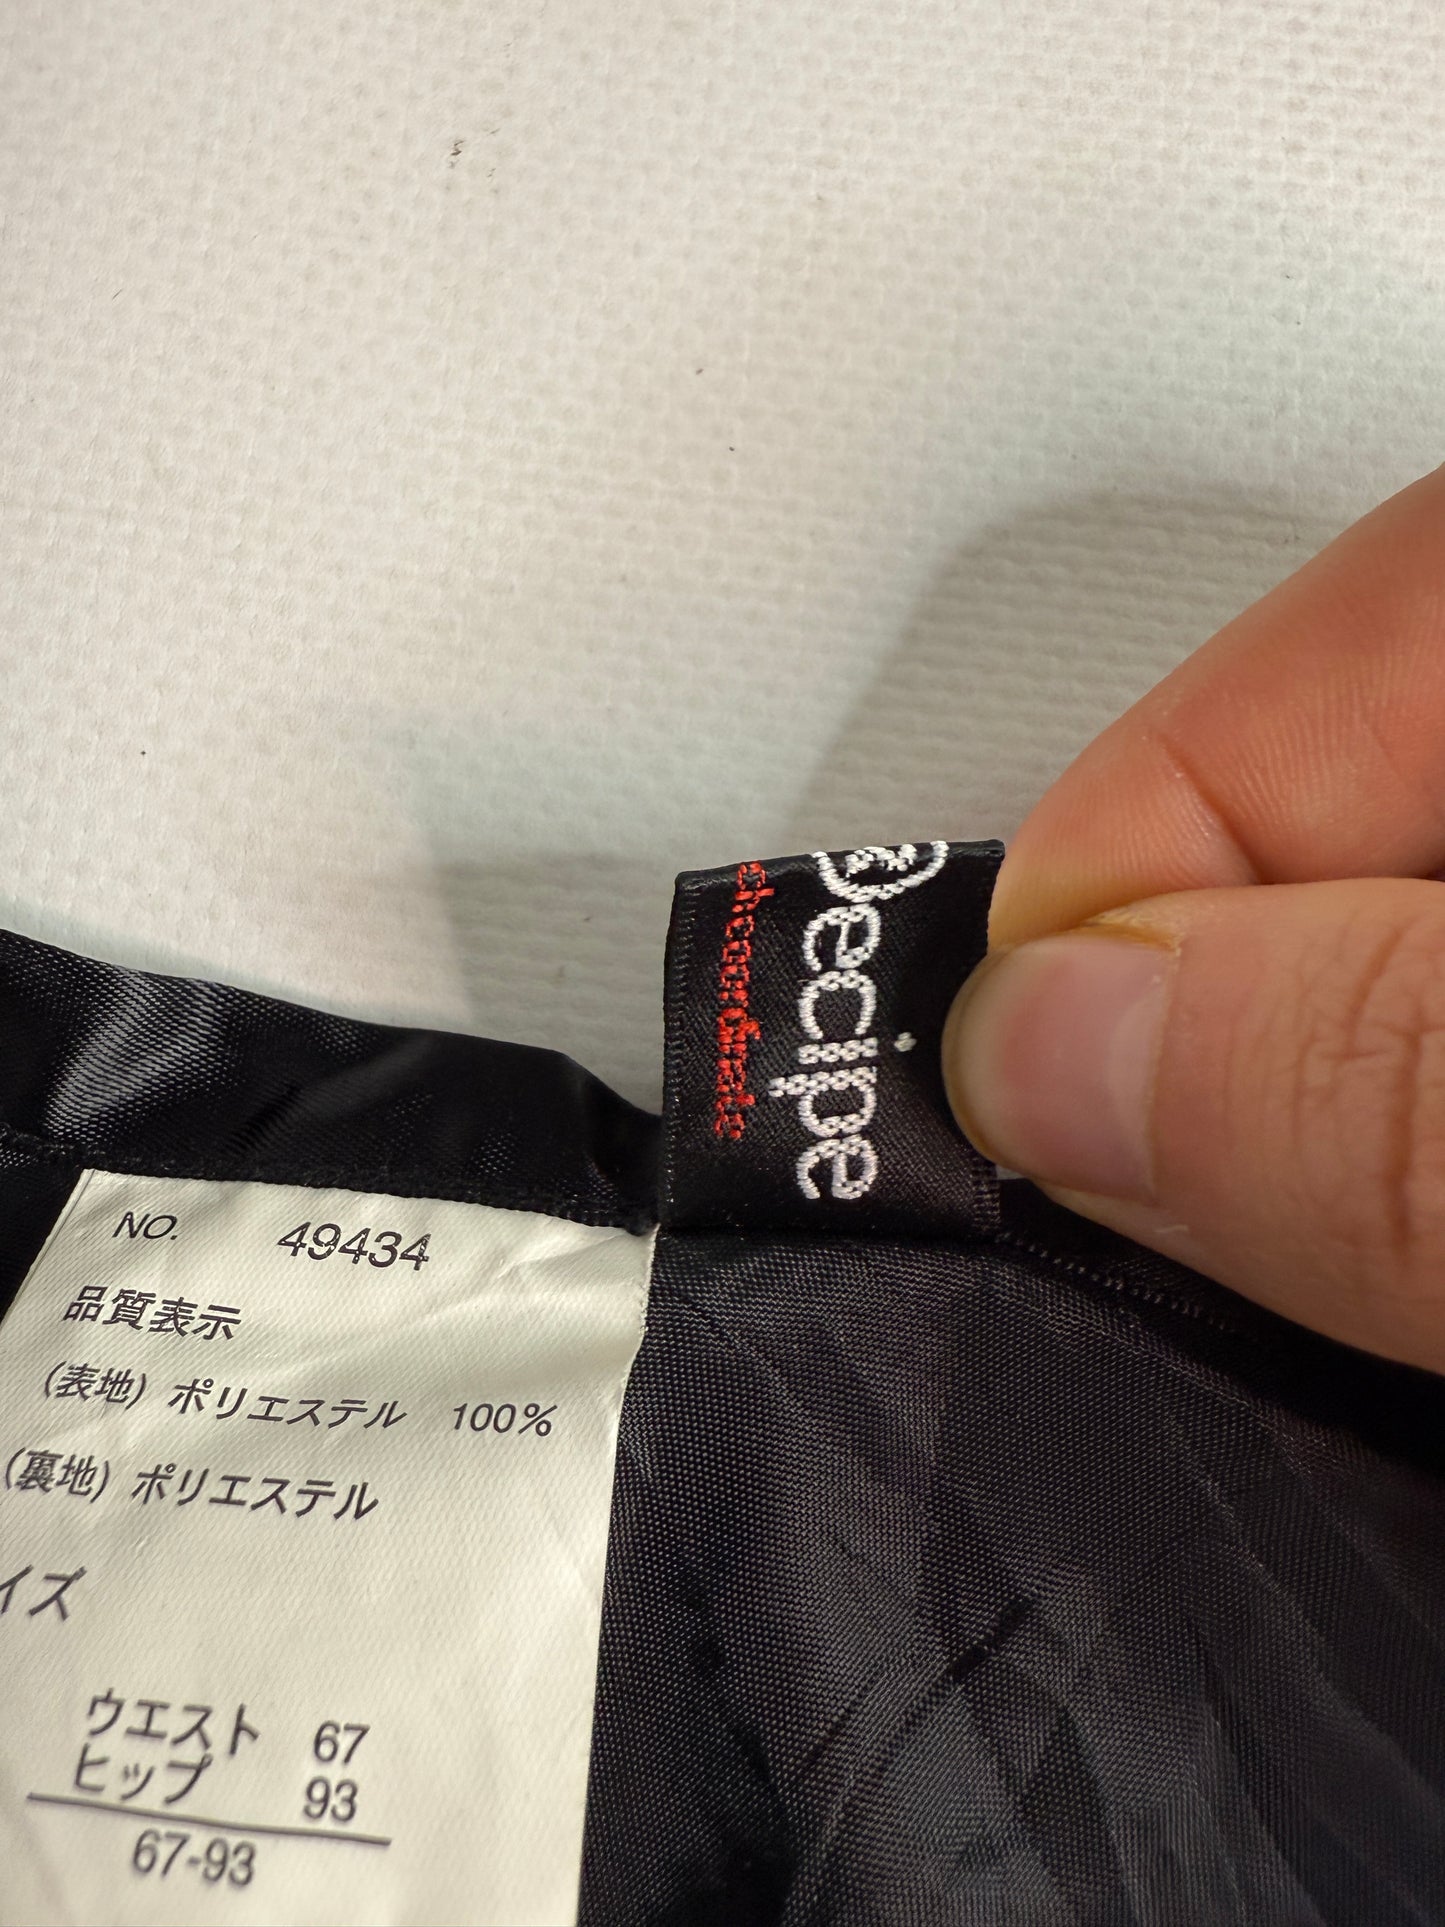 ecipe
NO. 49434
品質表示
(表地) ポリエステル 100%
(裏地) ポリエステル
イズ
ウエスト 67
ヒップ 93
67-93